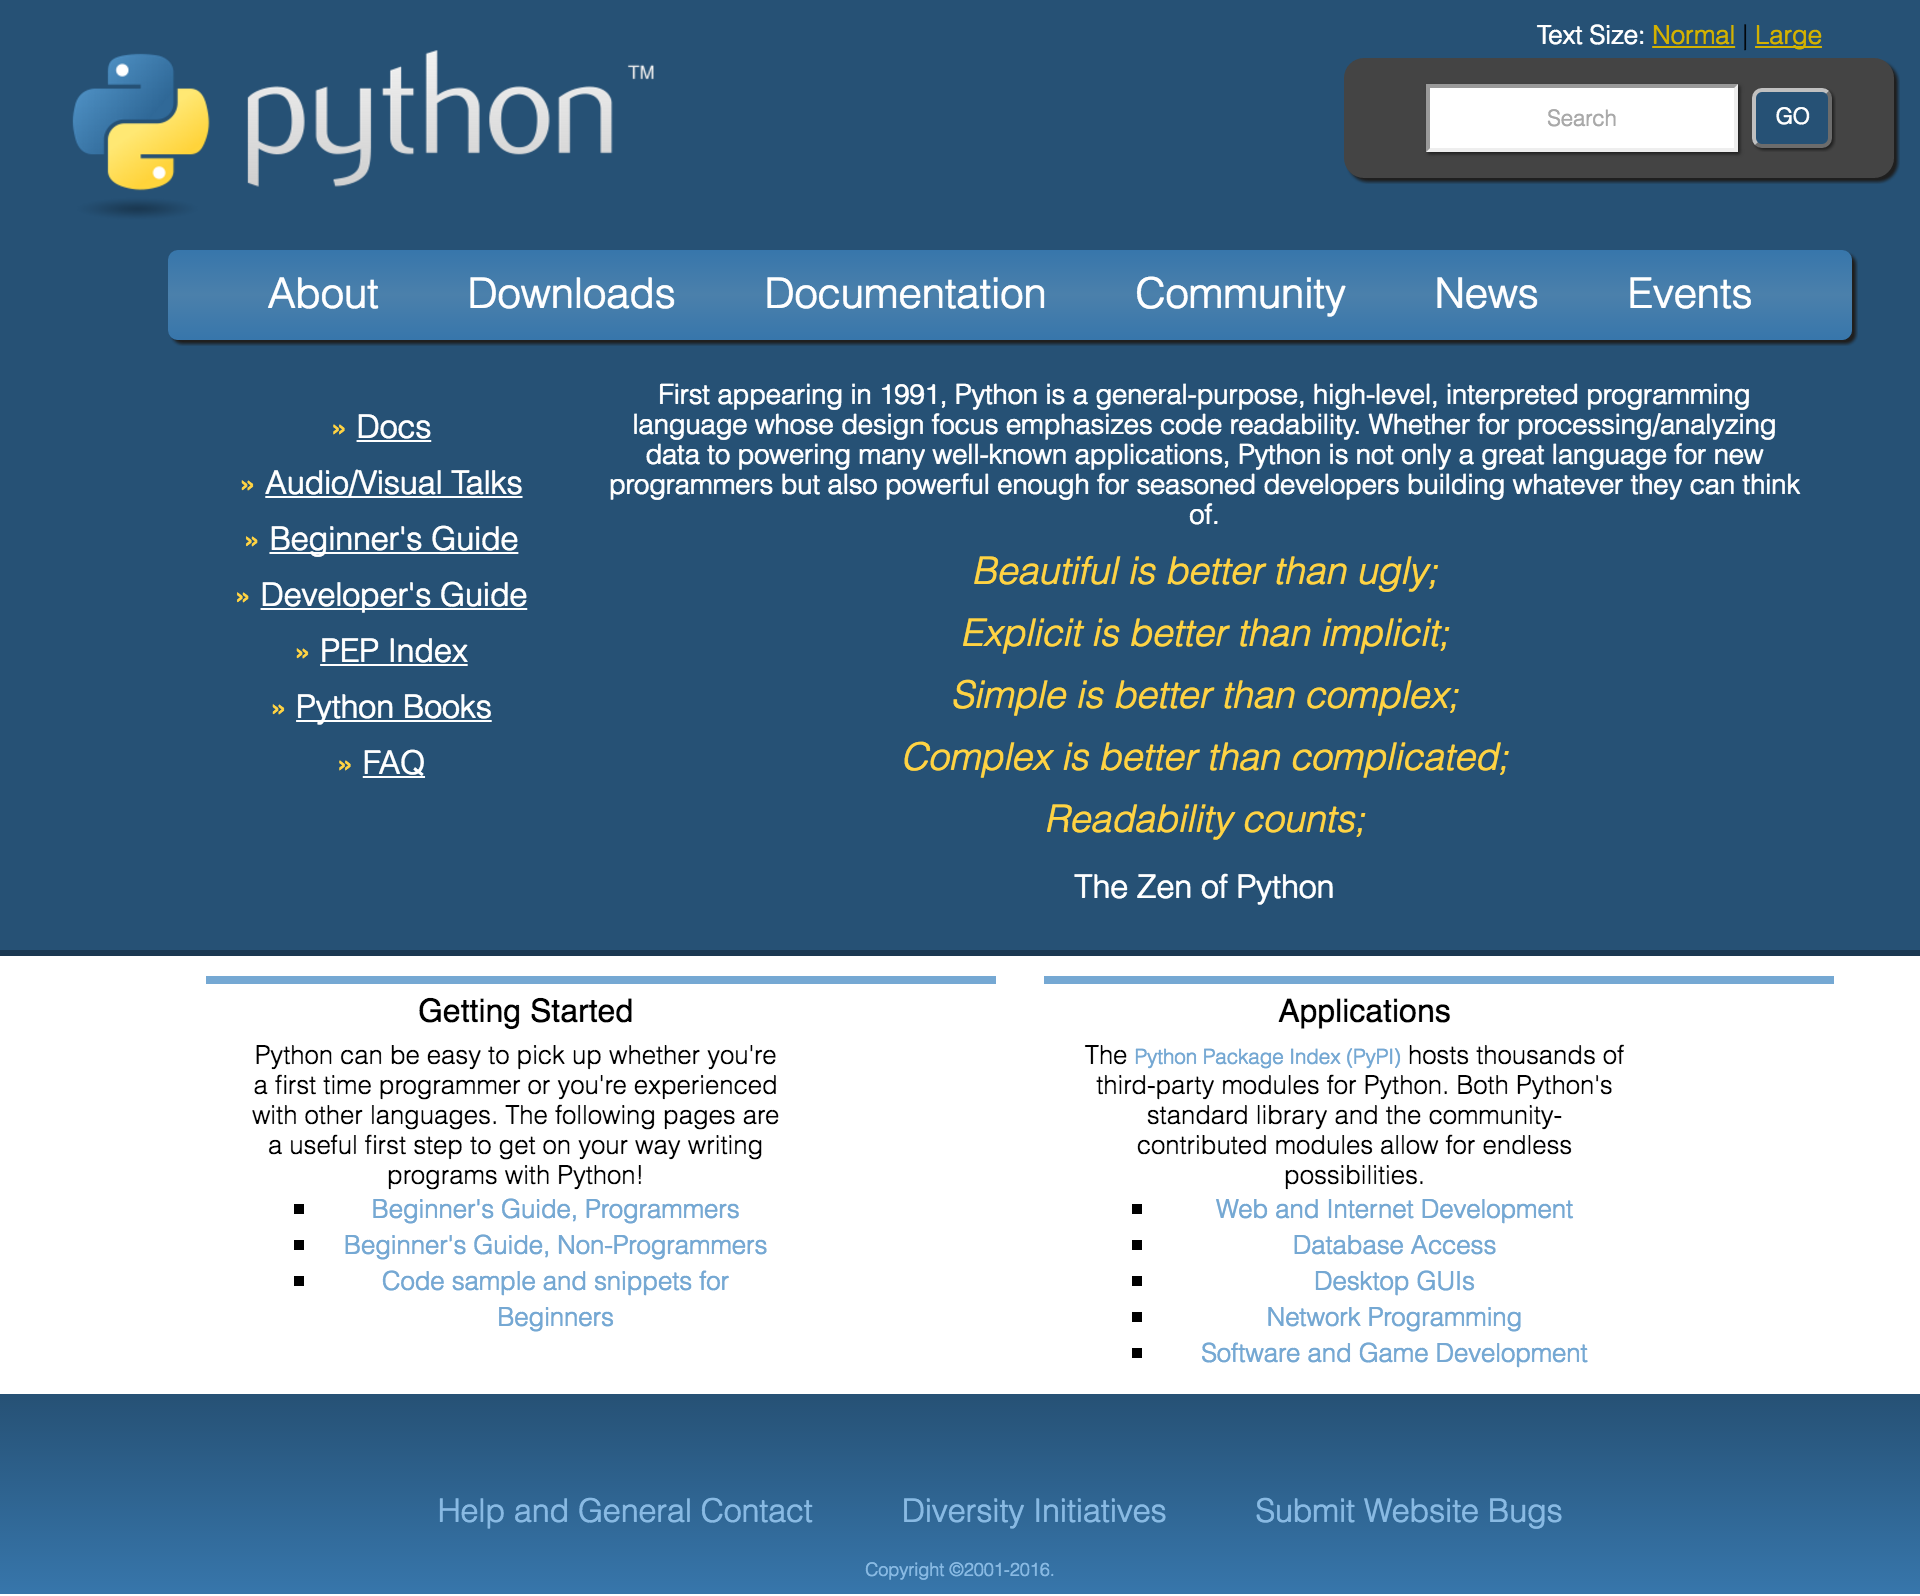 Text Size: Normal | Large
python TM
Search GO
About Downloads Documentation Community News Events
» Docs
» Audio/Visual Talks
» Beginner's Guide
» Developer's Guide
» PEP Index
» Python Books
» FAQ
First appearing in 1991, Python is a general-purpose, high-level, interpreted programming
language whose design focus emphasizes code readability. Whether for processing/analyzing
data to powering many well-known applications, Python is not only a great language for new
programmers but also powerful enough for seasoned developers building whatever they can think
of.
Beautiful is better than ugly;
Explicit is better than implicit;
Simple is better than complex;
Complex is better than complicated;
Readability counts;
The Zen of Python
Getting Started
Python can be easy to pick up whether you're
a first time programmer or you're experienced
with other languages. The following pages are
a useful first step to get on your way writing
programs with Python!
Beginner's Guide, Programmers
Beginner's Guide, Non-Programmers
Code sample and snippets for
Beginners
Applications
The Python Package Index (PyPI) hosts thousands of
third-party modules for Python. Both Python's
standard library and the community-
contributed modules allow for endless
possibilities.
Web and Internet Development
Database Access
Desktop GUIs
Network Programming
Software and Game Development
Help and General Contact Diversity Initiatives Submit Website Bugs
Copyright ©2001-2016.